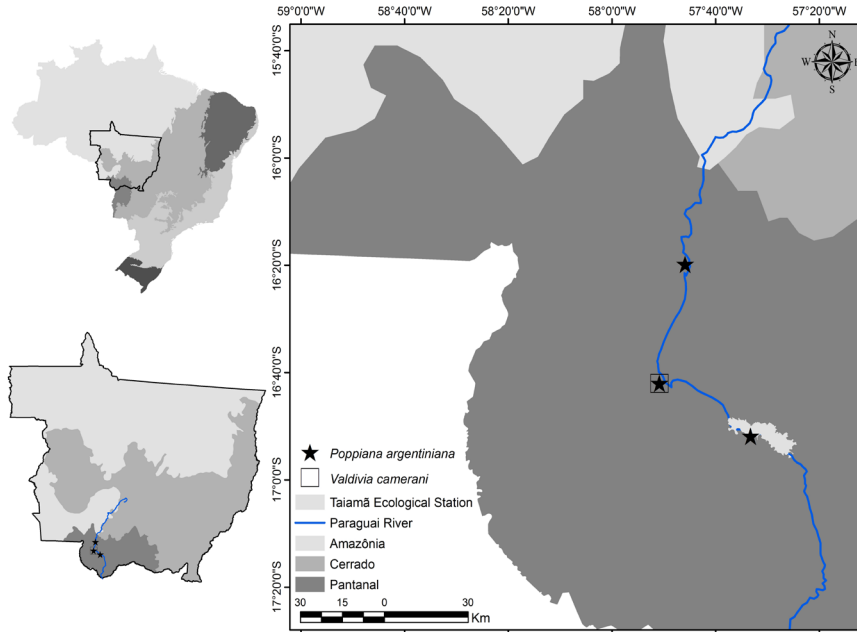 59°0'0"W 58°40'0"W 58°20'0"W 58°0'0"W 57°40'0"W 57°20'0"W
15°40'0"S
16°0'0"S
16°20'0"S
16°40'0"S
17°0'0"S
17°20'0"S
N
W E
S
Poppiana argentiniana
Valdivia camerani
Taiamã Ecological Station
Paraguai River
Amazônia
Cerrado
Pantanal
30 15 0 30
Km